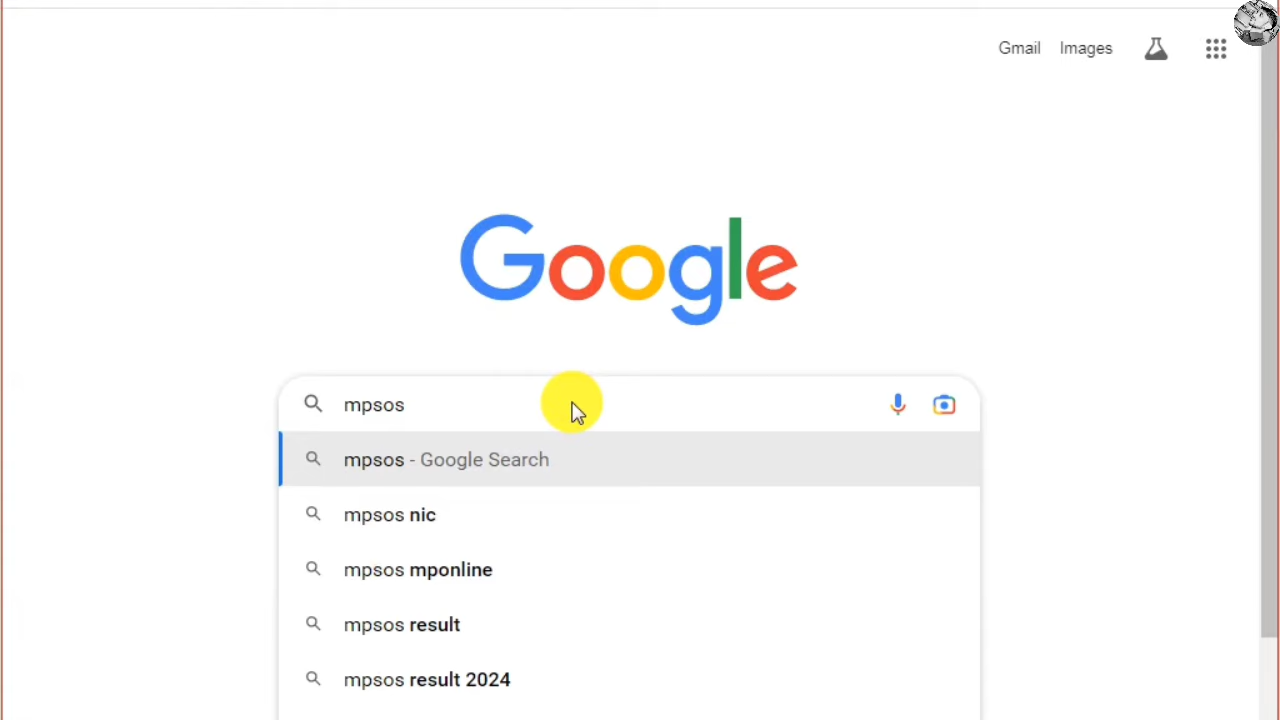 Gmail Images
Google
mpsos
mpsos - Google Search
mpsos nic
mpsos mponline
mpsos result
mpsos result 2024